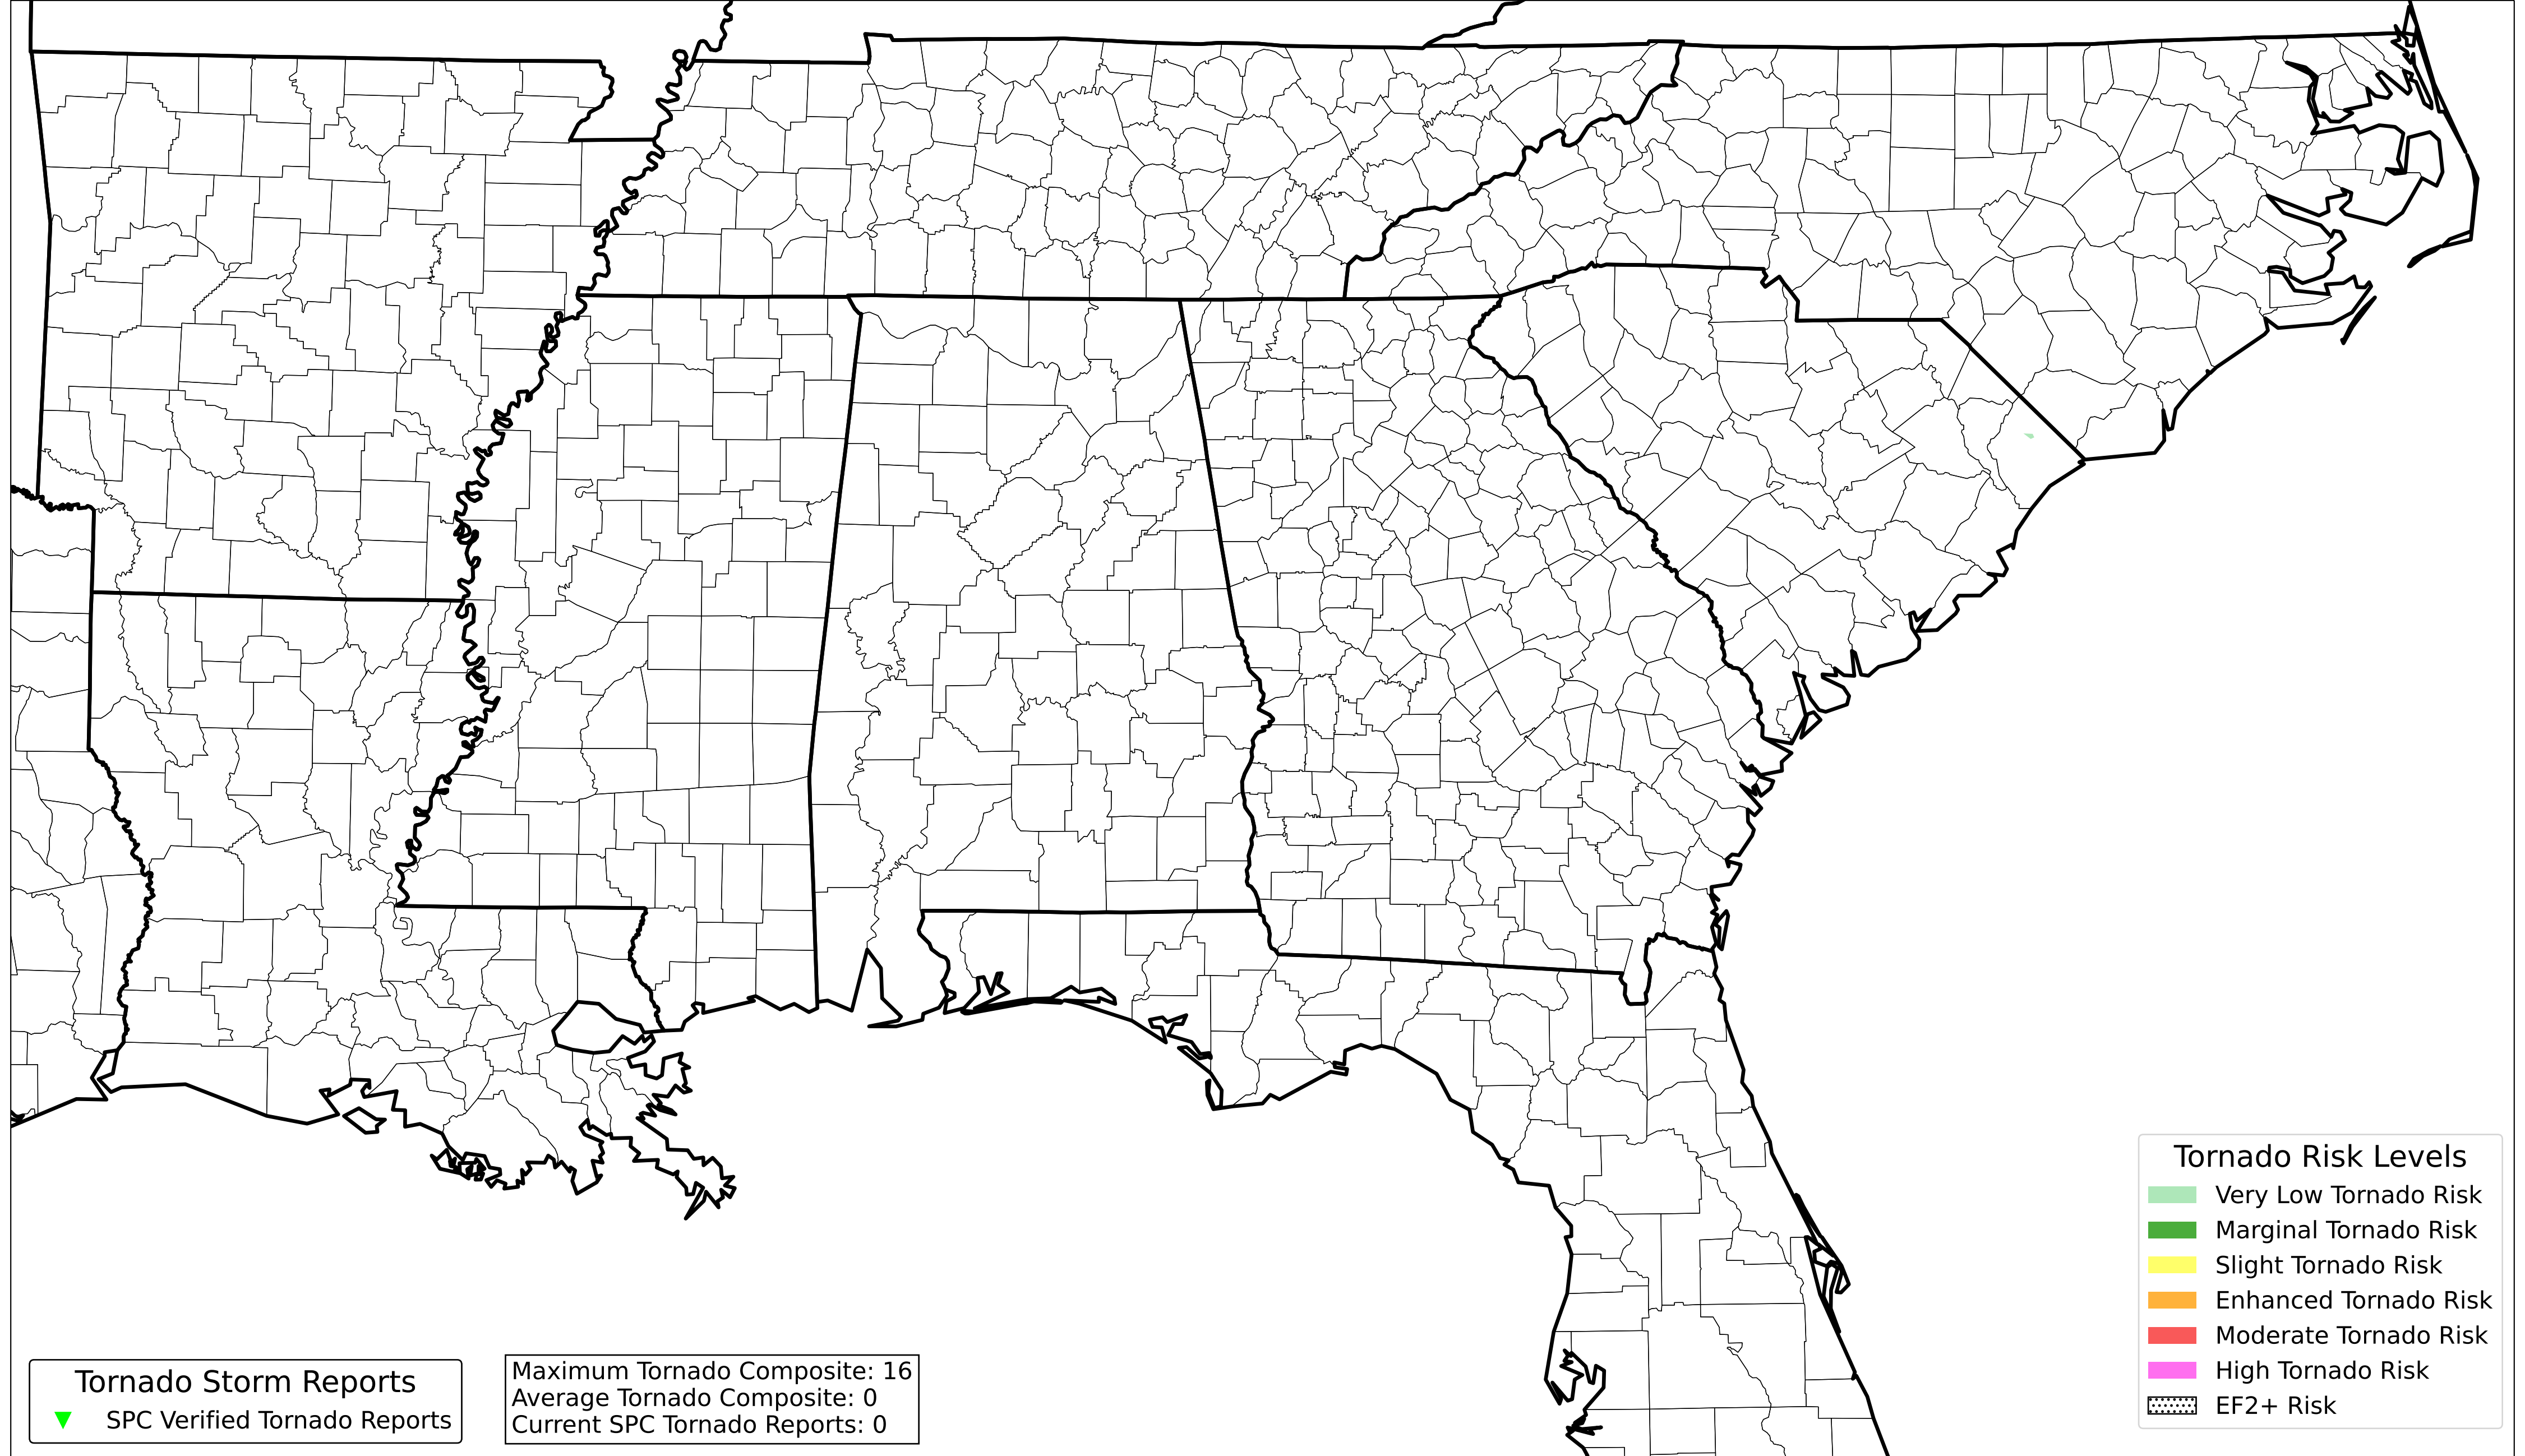 Tornado Storm Reports
SPC Verified Tornado Reports
Maximum Tornado Composite: 16
Average Tornado Composite: 0
Current SPC Tornado Reports: 0
Tornado Risk Levels
Very Low Tornado Risk
Marginal Tornado Risk
Slight Tornado Risk
Enhanced Tornado Risk
Moderate Tornado Risk
High Tornado Risk
EF2+ Risk